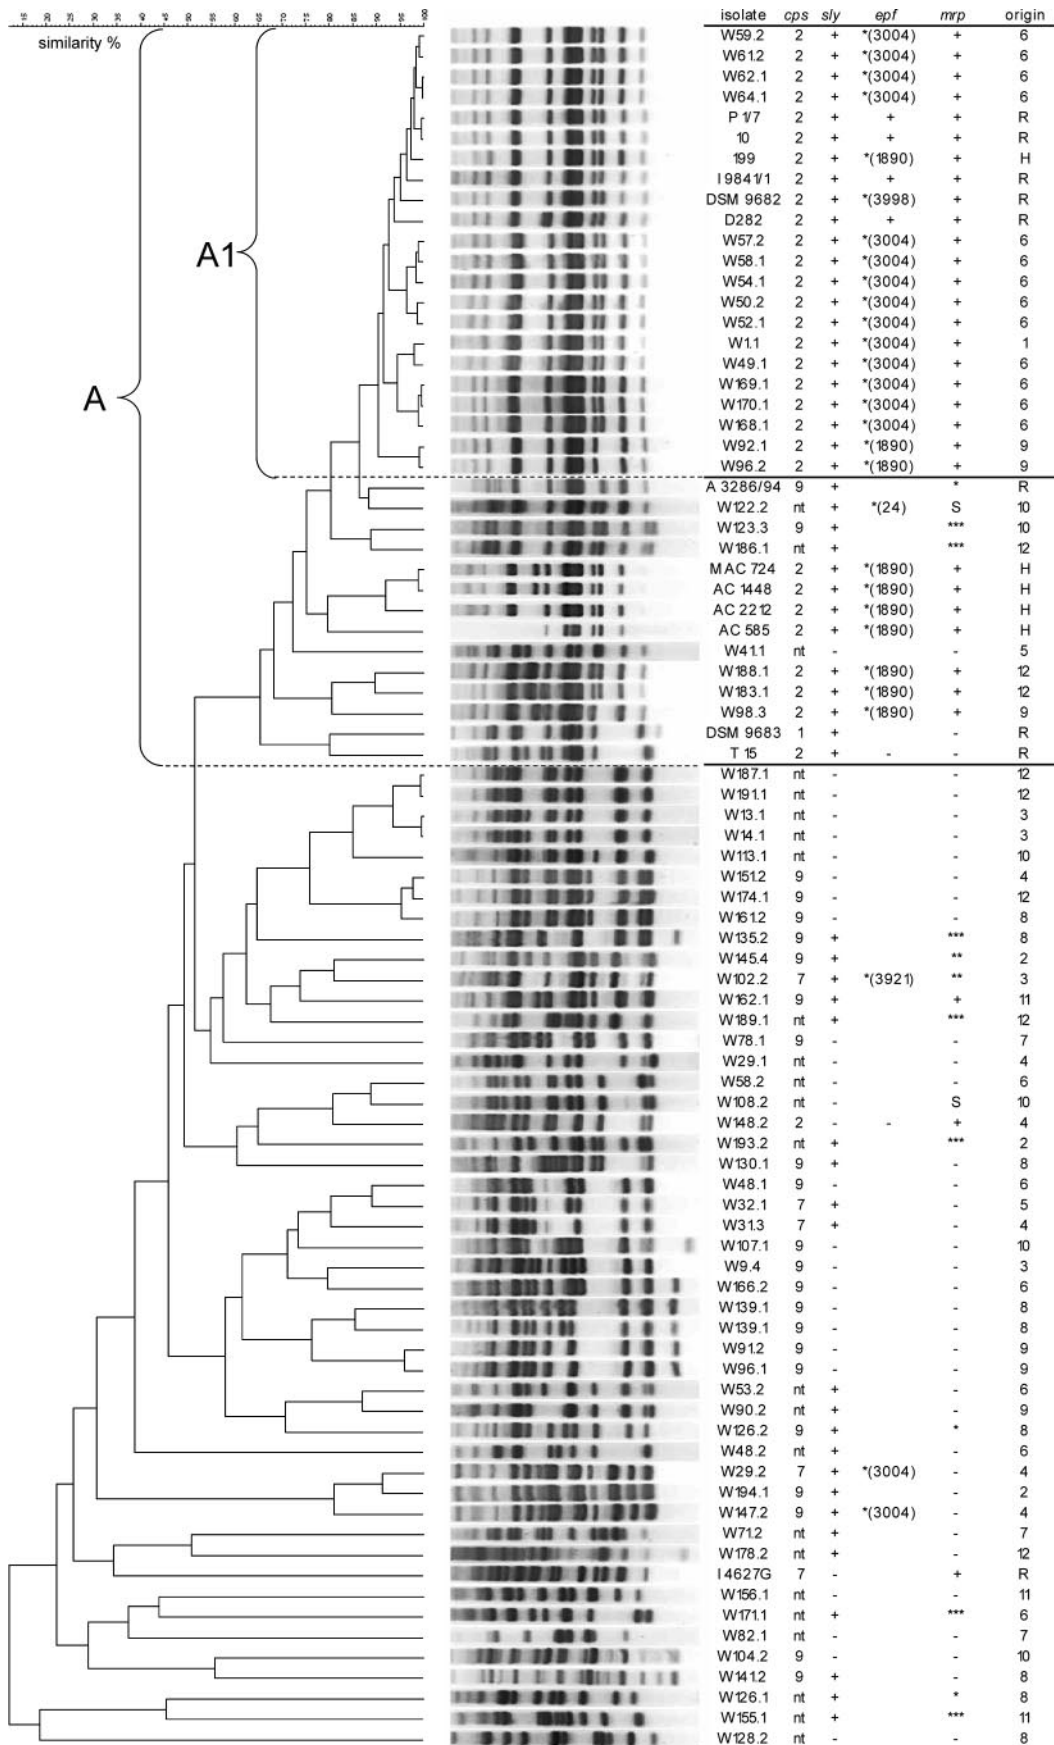 15 20 25 30 35 40 45 50 55 60 65 70 75 80 85 90 95 100
similarity %
A1
A
isolate cps sly epf mrp origin
W59.2 2 + *(3004) + 6
W61.2 2 + *(3004) + 6
W62.1 2 + *(3004) + 6
W64.1 2 + *(3004) + 6
P 1/7 2 + + + R
10 2 + + + R
199 2 + *(1890) + H
I 9841/1 2 + + + R
DSM 9682 2 + *(3998) + R
D282 2 + + + R
W57.2 2 + *(3004) + 6
W58.1 2 + *(3004) + 6
W54.1 2 + *(3004) + 6
W50.2 2 + *(3004) + 6
W52.1 2 + *(3004) + 6
W1.1 2 + *(3004) + 1
W49.1 2 + *(3004) + 6
W169.1 2 + *(3004) + 6
W170.1 2 + *(3004) + 6
W168.1 2 + *(3004) + 6
W92.1 2 + *(1890) + 9
W96.2 2 + *(1890) + 9
A 3286/94 9 + * R
W122.2 nt + *(24) S 10
W123.3 9 + *** 10
W186.1 nt + *** 12
MAC 724 2 + *(1890) + H
AC 1448 2 + *(1890) + H
AC 2212 2 + *(1890) + H
AC 585 2 + *(1890) + H
W41.1 nt - - 5
W188.1 2 + *(1890) + 12
W183.1 2 + *(1890) + 12
W98.3 2 + *(1890) + 9
DSM 9683 1 + - R
T 15 2 + - - R
W187.1 nt - - 12
W191.1 nt - - 12
W13.1 nt - - 3
W14.1 nt - - 3
W113.1 nt - - 10
W151.2 9 - - 4
W174.1 9 - - 12
W161.2 9 - - 8
W135.2 9 + *** 8
W145.4 9 + ** 2
W102.2 7 + *(3921) ** 3
W162.1 9 + + 11
W189.1 nt + *** 12
W78.1 9 - - 7
W29.1 nt - - 4
W58.2 nt - - 6
W108.2 nt - S 10
W148.2 2 - - + 4
W193.2 nt + *** 2
W130.1 9 + - 8
W48.1 9 - - 6
W32.1 7 + - 5
W31.3 7 + - 4
W107.1 9 - - 10
W9.4 9 - - 3
W166.2 9 - - 6
W139.1 9 - - 8
W139.1 9 - - 8
W91.2 9 - - 9
W96.1 9 - - 9
W53.2 nt + - 6
W90.2 nt + - 9
W126.2 9 + * 8
W48.2 nt + - 6
W29.2 7 + *(3004) - 4
W194.1 9 + - 2
W147.2 9 + *(3004) - 4
W71.2 nt + - 7
W178.2 nt + - 12
I 4627G 7 - + R
W156.1 nt - - 11
W171.1 nt + *** 6
W82.1 nt - - 7
W104.2 9 - - 10
W141.2 9 + - 8
W126.1 nt + * 8
W155.1 nt + *** 11
W128.2 nt - - 8